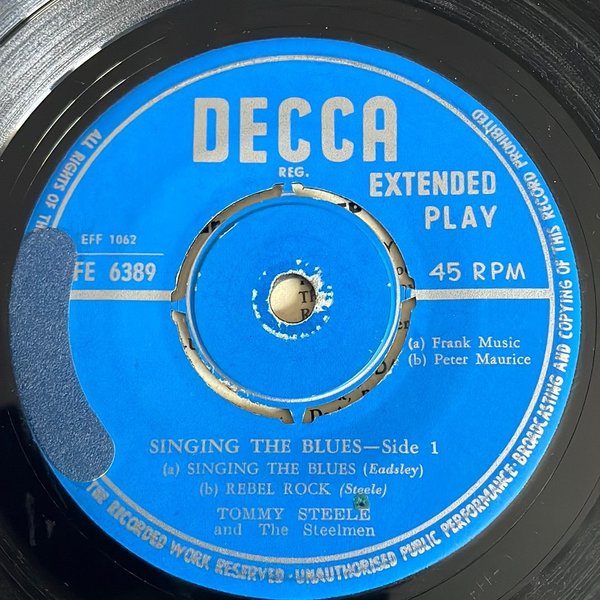 DECCA
REG.
EXTENDED
PLAY
EFF 1062
FE 6389
45 RPM
(a) Frank Music
(b) Peter Maurice
SINGING THE BLUES—Side 1
(a) SINGING THE BLUES (Eadsley)
(b) REBEL ROCK (Steele)
TOMMY STEELE
and The Steelmen
ALL RIGHTS OF THE
THE RECORDED WORK RESERVED · UNAUTHORISED PUBLIC PERFORMANCE · BROADCASTING AND COPYING OF THIS RECORD PROHIBITED